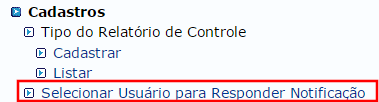 Cadastros
Tipo do Relatório de Controle
Cadastrar
Listar
Selecionar Usuário para Responder Notificação